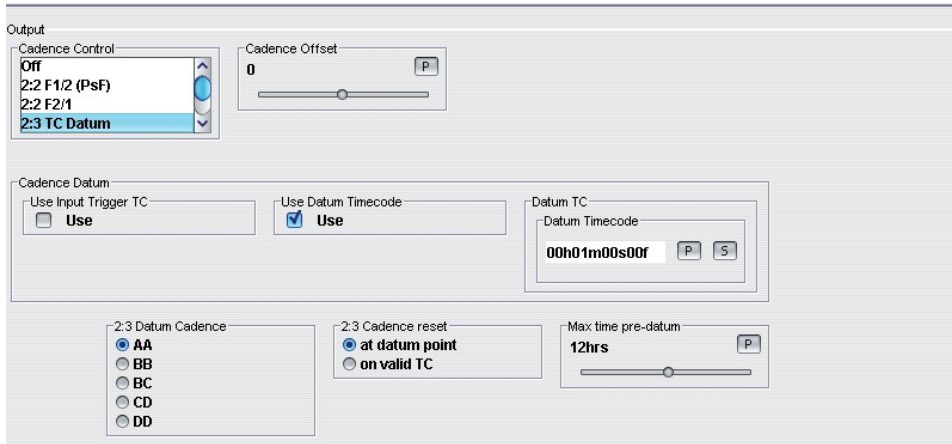 Output
Cadence Control
Off
2:2 F1/2 (PsF)
2:2 F2/1
2:3 TC Datum
Cadence Offset
0
P
Cadence Datum
Use Input Trigger TC
Use
Use Datum Timecode
Use
Datum TC
Datum Timecode
00h01m00s00f
P
S
2:3 Datum Cadence
AA
BB
BC
CD
DD
2:3 Cadence reset
at datum point
on valid TC
Max time pre-datum
12hrs
P